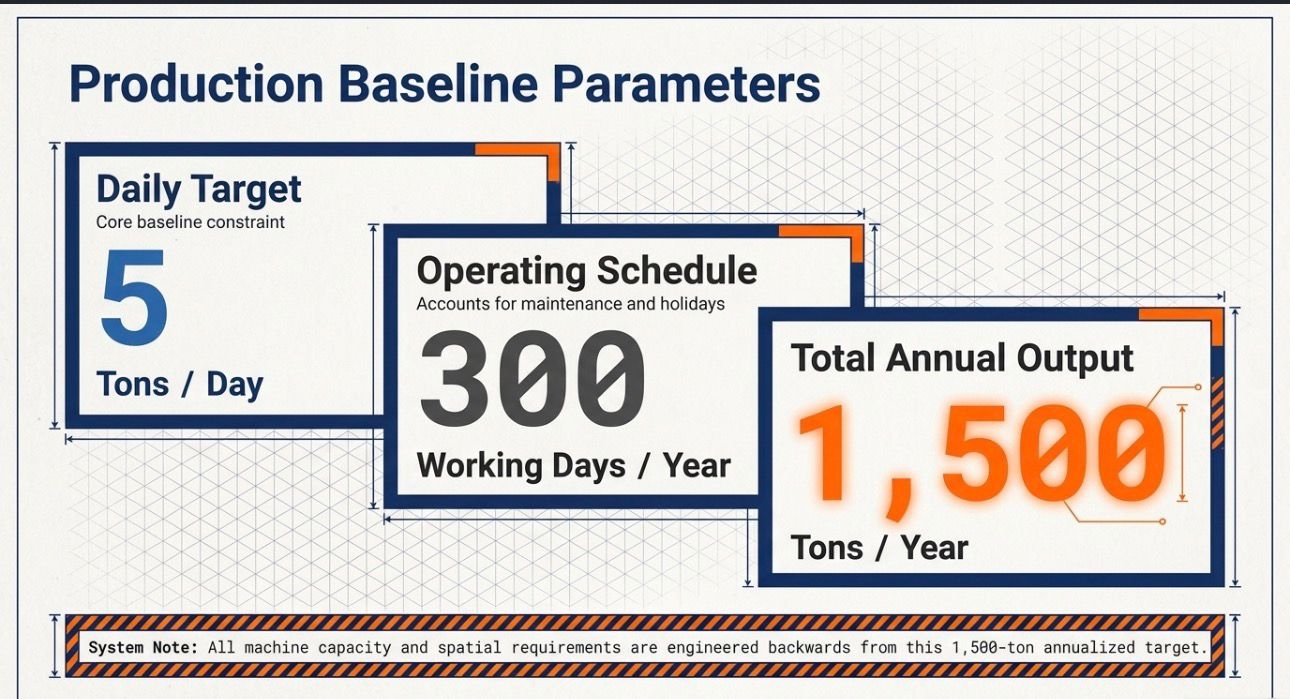 Production Baseline Parameters
Daily Target
Core baseline constraint
5
Tons / Day
Operating Schedule
Accounts for maintenance and holidays
300
Working Days / Year
Total Annual Output
1,500
Tons / Year
System Note: All machine capacity and spatial requirements are engineered backwards from this 1,500-ton annualized target.